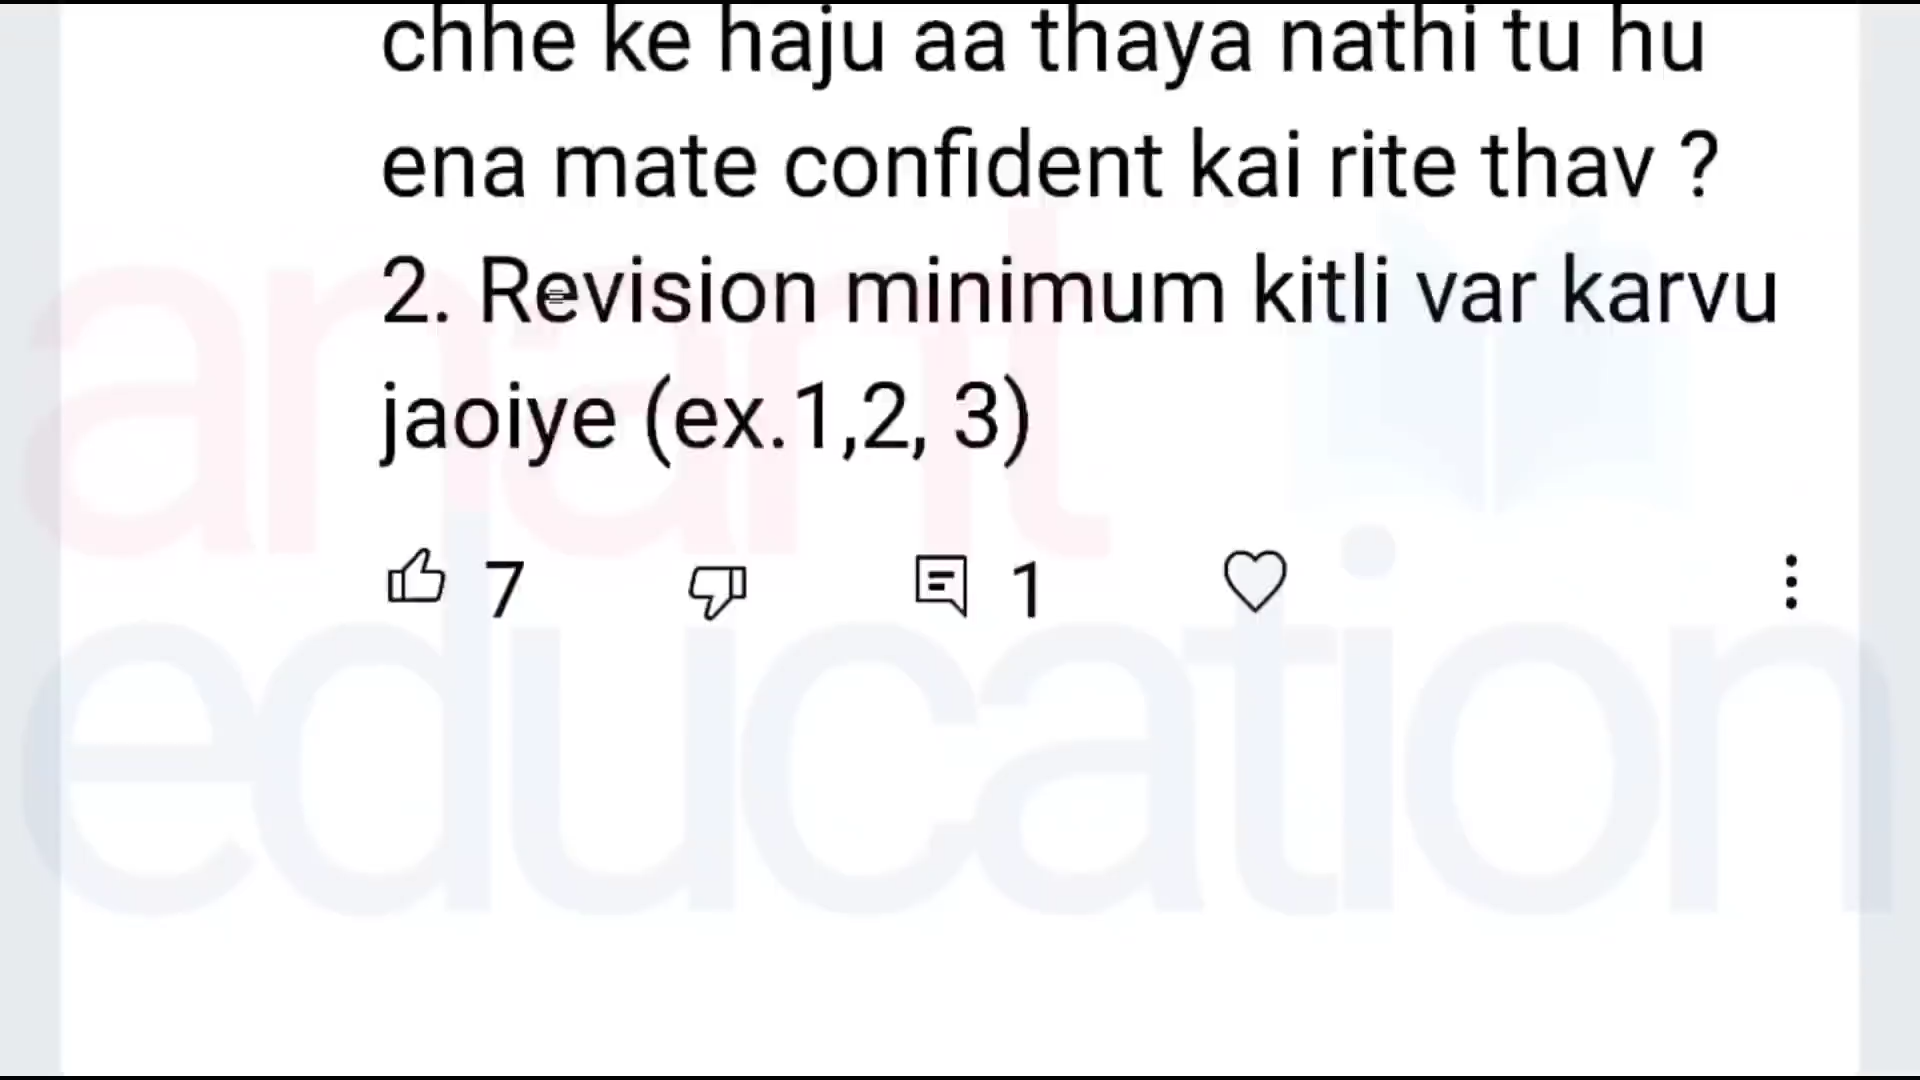 chhe ke haju aa thaya nathi tu hu
ena mate confident kai rite thav ?
2. Revision minimum kitli var karvu
jaoiye (ex.1,2, 3)
7 1
anant
education